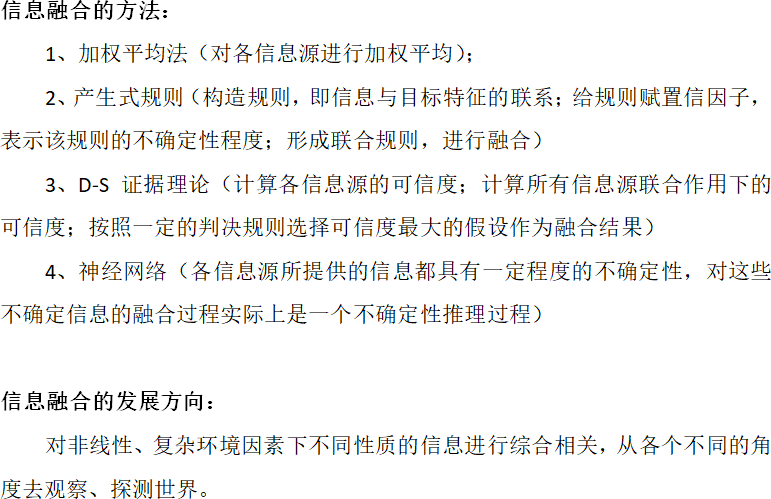 信息融合的方法：
1、加权平均法（对各信息源进行加权平均）；
2、产生式规则（构造规则，即信息与目标特征的联系；给规则赋置信因子，
表示该规则的不确定性程度；形成联合规则，进行融合）
3、D-S 证据理论（计算各信息源的可信度；计算所有信息源联合作用下的
可信度；按照一定的判决规则选择可信度最大的假设作为融合结果）
4、神经网络（各信息源所提供的信息都具有一定程度的不确定性，对这些
不确定信息的融合过程实际上是一个不确定性推理过程）
信息融合的发展方向：
对非线性、复杂环境因素下不同性质的信息进行综合相关，从各个不同的角
度去观察、探测世界。